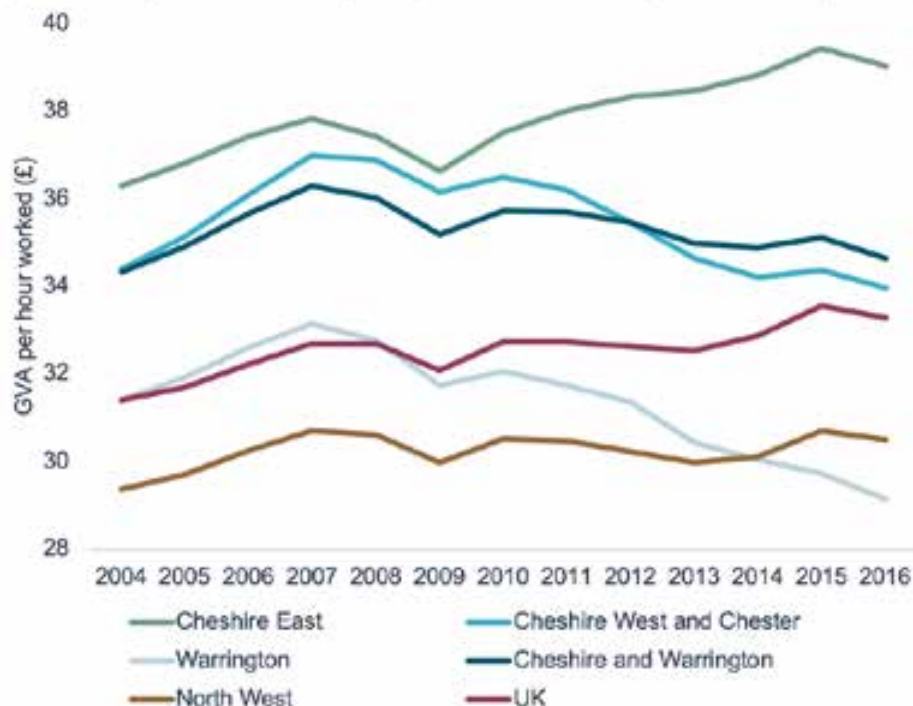 40
38
36
34
32
30
28
GVA per hour worked (£)
2004 2005 2006 2007 2008 2009 2010 2011 2012 2013 2014 2015 2016
Cheshire East Cheshire West and Chester
Warrington Cheshire and Warrington
North West UK